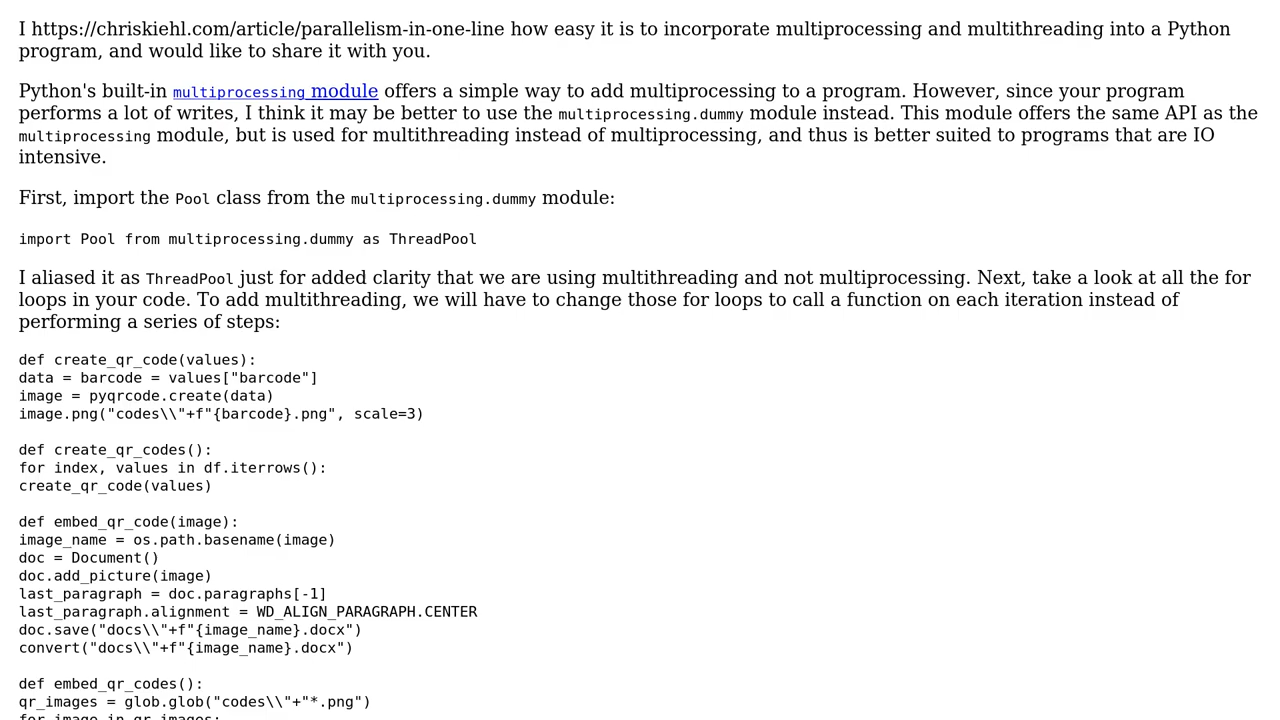 I https://chriskiehl.com/article/parallelism-in-one-line how easy it is to incorporate multiprocessing and multithreading into a Python
program, and would like to share it with you.
Python's built-in multiprocessing module offers a simple way to add multiprocessing to a program. However, since your program
performs a lot of writes, I think it may be better to use the multiprocessing.dummy module instead. This module offers the same API as the
multiprocessing module, but is used for multithreading instead of multiprocessing, and thus is better suited to programs that are IO
intensive.
First, import the Pool class from the multiprocessing.dummy module:
import Pool from multiprocessing.dummy as ThreadPool
I aliased it as ThreadPool just for added clarity that we are using multithreading and not multiprocessing. Next, take a look at all the for
loops in your code. To add multithreading, we will have to change those for loops to call a function on each iteration instead of
performing a series of steps:
def create_qr_code(values):
data = barcode = values["barcode"]
image = pyqrcode.create(data)
image.png("codes\\"+f"{barcode}.png", scale=3)
def create_qr_codes():
for index, values in df.iterrows():
create_qr_code(values)
def embed_qr_code(image):
image_name = os.path.basename(image)
doc = Document()
doc.add_picture(image)
last_paragraph = doc.paragraphs[-1]
last_paragraph.alignment = WD_ALIGN_PARAGRAPH.CENTER
doc.save("docs\\"+f"{image_name}.docx")
convert("docs\\"+f"{image_name}.docx")
def embed_qr_codes():
qr_images = glob.glob("codes\\"+"*.png")
for image in qr_images: